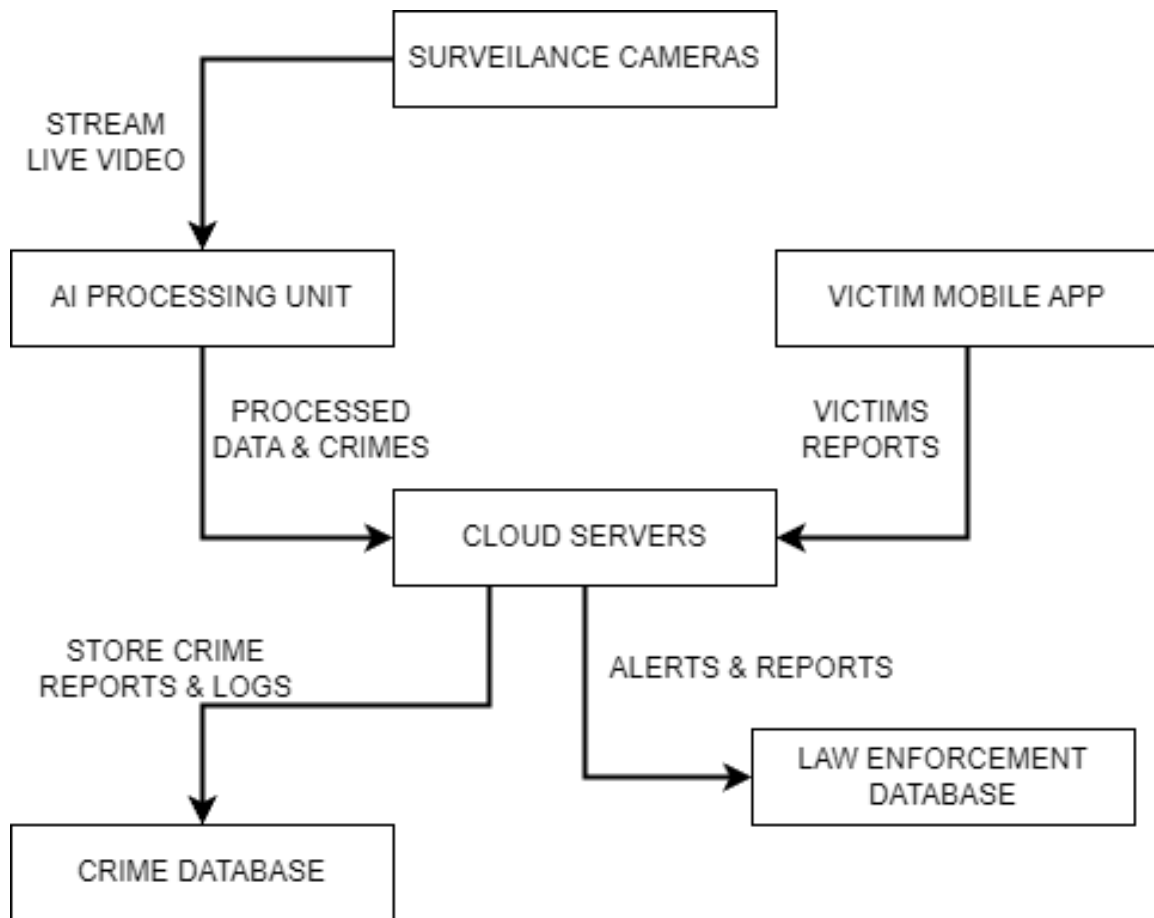 SURVEILANCE CAMERAS
STREAM
LIVE VIDEO
AI PROCESSING UNIT
VICTIM MOBILE APP
PROCESSED
DATA & CRIMES
VICTIMS
REPORTS
CLOUD SERVERS
STORE CRIME
REPORTS & LOGS
ALERTS & REPORTS
LAW ENFORCEMENT
DATABASE
CRIME DATABASE